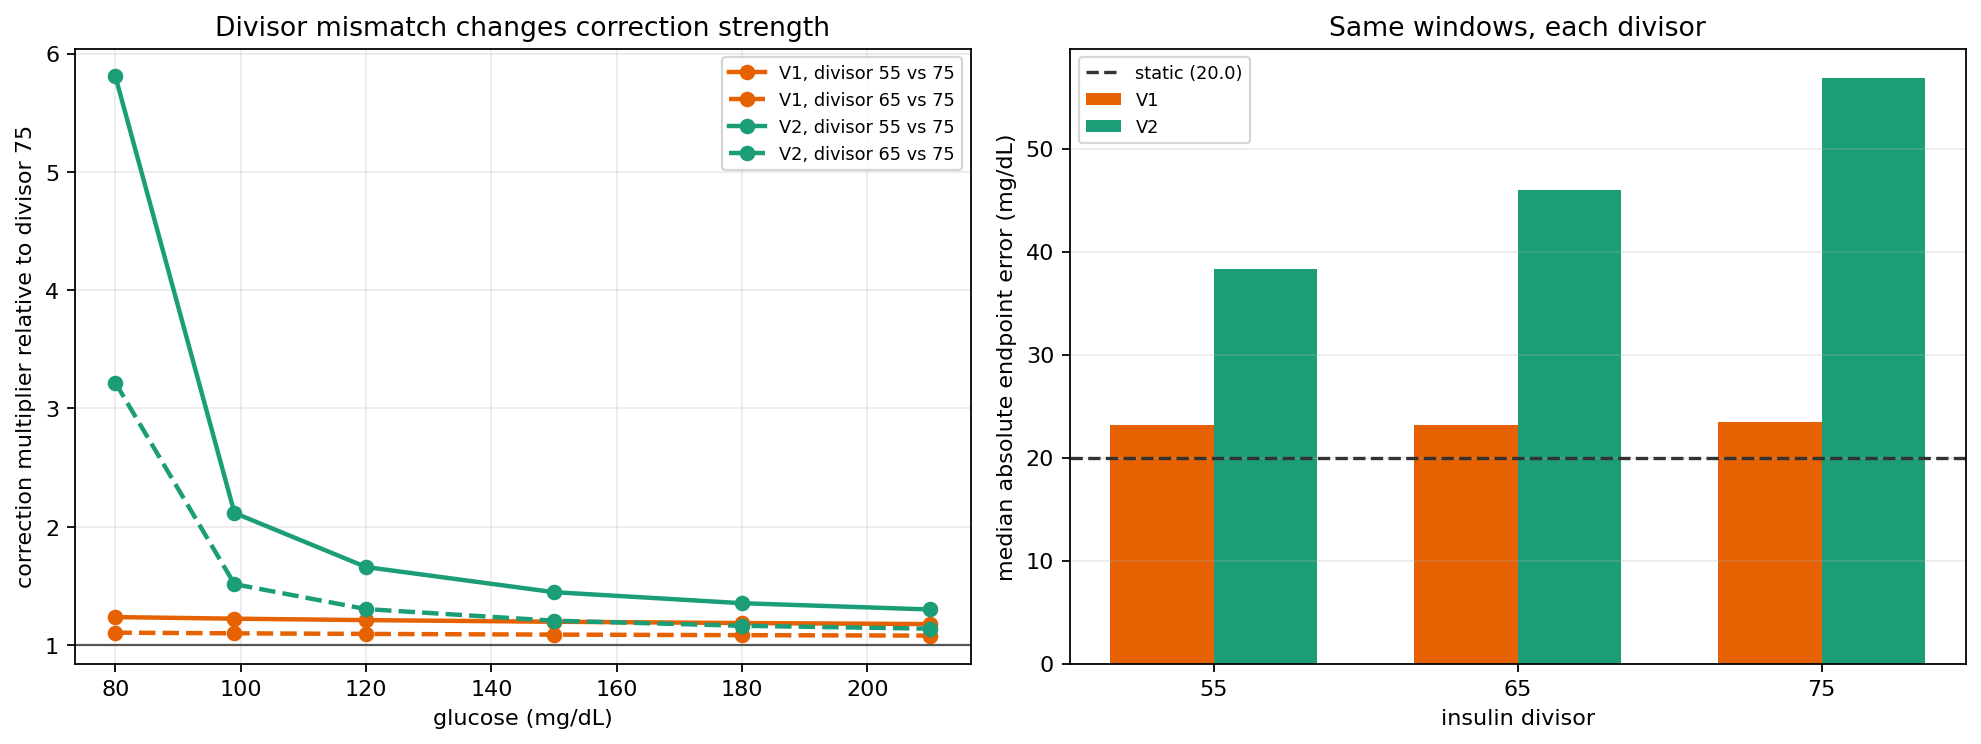 Divisor mismatch changes correction strength
correction multiplier relative to divisor 75
6
5
4
3
2
1
V1, divisor 55 vs 75
V1, divisor 65 vs 75
V2, divisor 55 vs 75
V2, divisor 65 vs 75
80
100
120
140
160
180
200
glucose (mg/dL)
Same windows, each divisor
median absolute endpoint error (mg/dL)
50
40
30
20
10
0
static (20.0)
V1
V2
55
65
75
insulin divisor